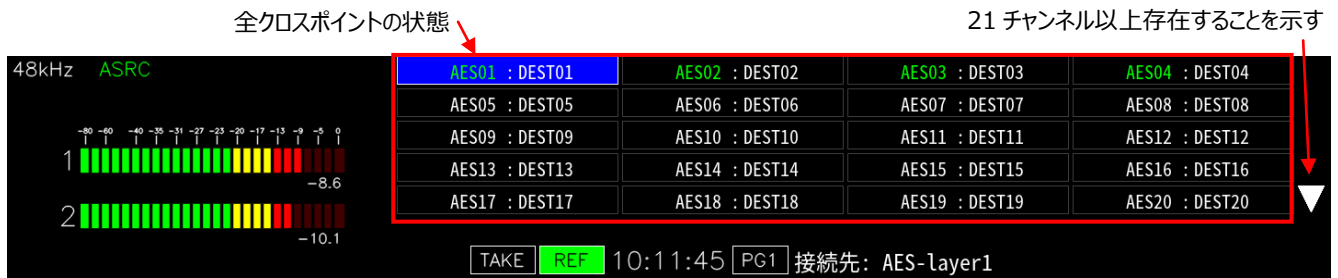 全クロスポイントの状態
21 チャンネル以上存在することを示す
48kHz ASRC
AES01 : DEST01 AES02 : DEST02 AES03 : DEST03 AES04 : DEST04
AES05 : DEST05 AES06 : DEST06 AES07 : DEST07 AES08 : DEST08
AES09 : DEST09 AES10 : DEST10 AES11 : DEST11 AES12 : DEST12
AES13 : DEST13 AES14 : DEST14 AES15 : DEST15 AES16 : DEST16
AES17 : DEST17 AES18 : DEST18 AES19 : DEST19 AES20 : DEST20
-80 -60 -40 -35 -31 -27 -23 -20 -17 -13 -9 -5 0
1
-8.6
2
-10.1
TAKE REF 10:11:45 PG1 接続先: AES-layer1